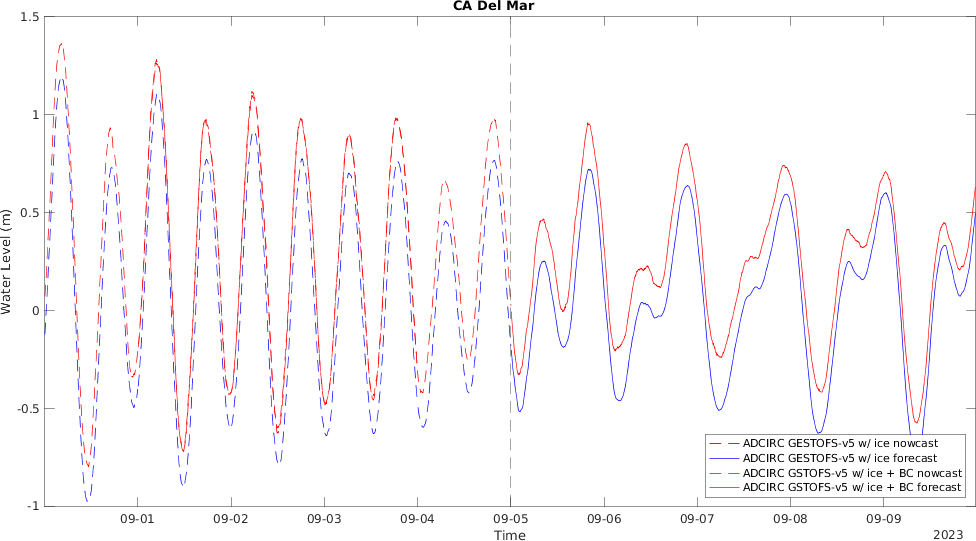 CA Del Mar
1.5
1
0.5
0
-0.5
-1
Water Level (m)
09-01 09-02 09-03 09-04 09-05 09-06 09-07 09-08 09-09
Time
2023
ADCIRC GESTOFS-v5 w/ ice nowcast
ADCIRC GESTOFS-v5 w/ ice forecast
ADCIRC GSTOFS-v5 w/ ice + BC nowcast
ADCIRC GSTOFS-v5 w/ ice + BC forecast